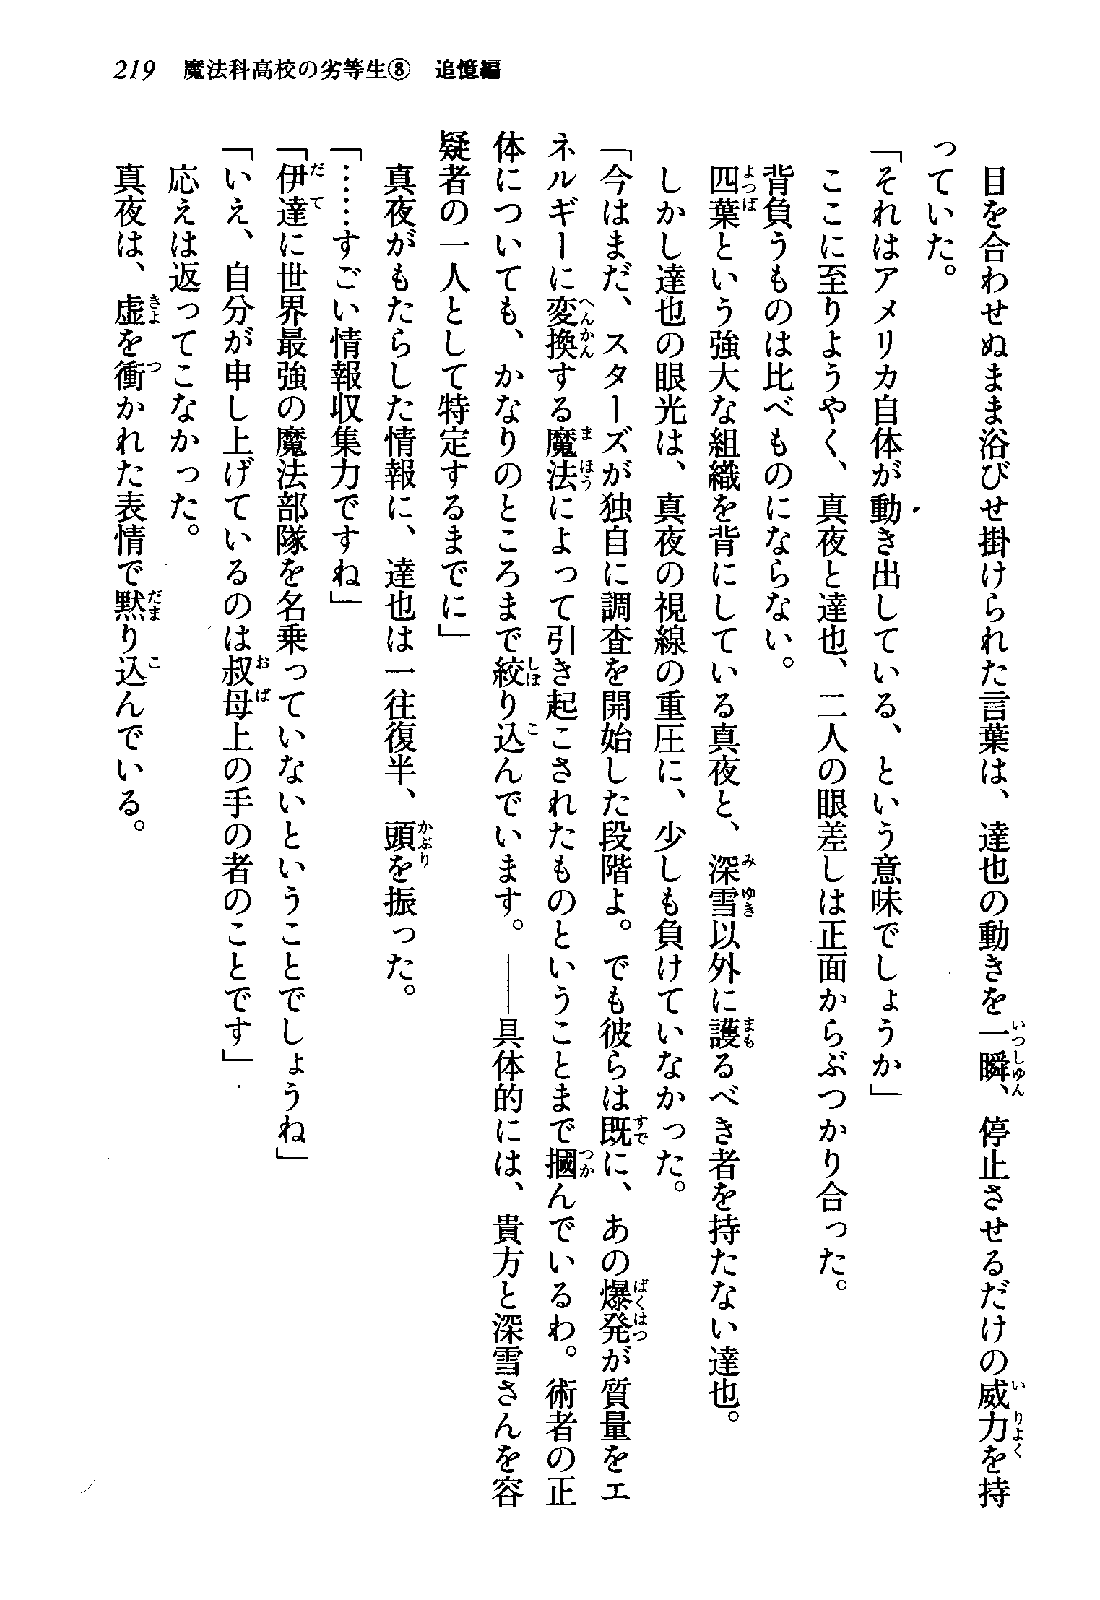 219　魔法科高校の劣等生⑧　追憶編
　目を合わせぬまま浴びせ掛けられた言葉は、達也の動きを一瞬、停止させるだけの威力を持
っていた。
「それはアメリカ自体が動き出している、という意味でしょうか」
　ここに至りようやく、真夜と達也、二人の眼差しは正面からぶつかり合った。
　背負うものは比べものにならない。
　四葉という強大な組織を背にしている真夜と、深雪以外に護るべき者を持たない達也。
　しかし達也の眼光は、真夜の視線の重圧に、少しも負けていなかった。
「今はまだ、スターズが独自に調査を開始した段階よ。でも彼らは既に、あの爆発が質量をエ
ネルギーに変換する魔法によって引き起こされたものということまで摑んでいるわ。術者の正
体についても、かなりのところまで絞り込んでいます。――具体的には、貴方と深雪さんを容
疑者の一人として特定するまでに」
　真夜がもたらした情報に、達也は一往復半、頭を振った。
「……すごい情報収集力ですね」
「伊達に世界最強の魔法部隊を名乗っていないということでしょうね」
「いえ、自分が申し上げているのは叔母上の手の者のことです」
　応えは返ってこなかった。
　真夜は、虚を衝かれた表情で黙り込んでいる。